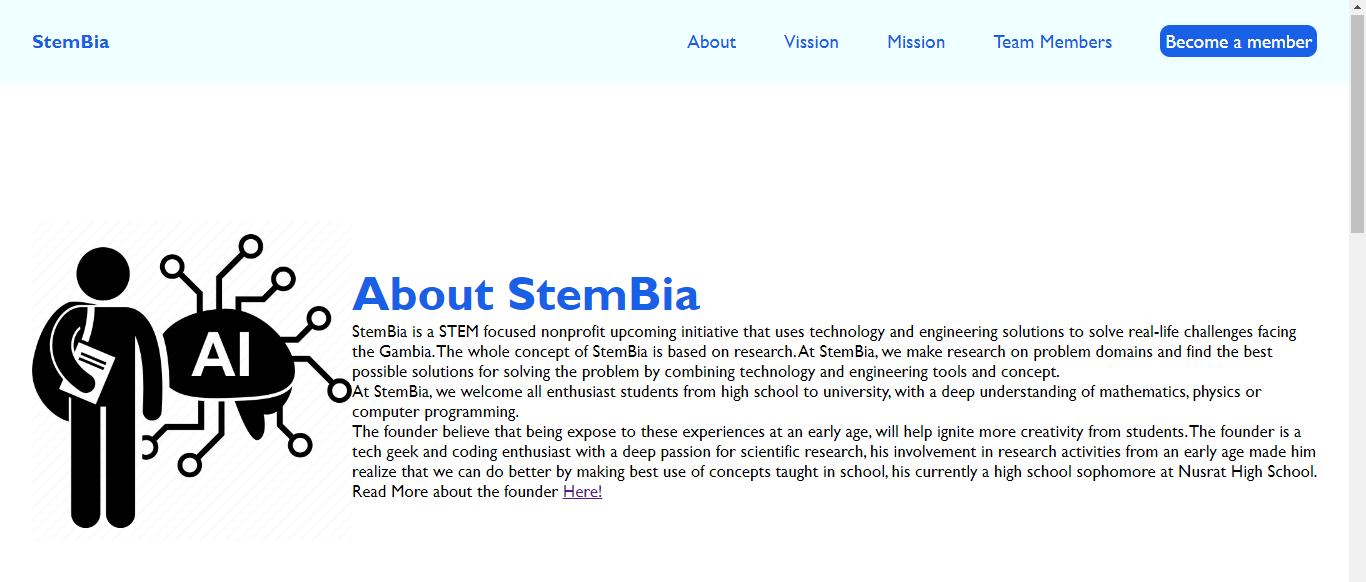 StemBia
About
Vission
Mission
Team Members
Become a member
AI
About StemBia
StemBia is a STEM focused nonprofit upcoming initiative that uses technology and engineering solutions to solve real-life challenges facing
the Gambia. The whole concept of StemBia is based on research. At StemBia, we make research on problem domains and find the best
possible solutions for solving the problem by combining technology and engineering tools and concept.
At StemBia, we welcome all enthusiast students from high school to university, with a deep understanding of mathematics, physics or
computer programming.
The founder believe that being expose to these experiences at an early age, will help ignite more creativity from students. The founder is a
tech geek and coding enthusiast with a deep passion for scientific research, his involvement in research activities from an early age made him
realize that we can do better by making best use of concepts taught in school, his currently a high school sophomore at Nusrat High School.
Read More about the founder Here!